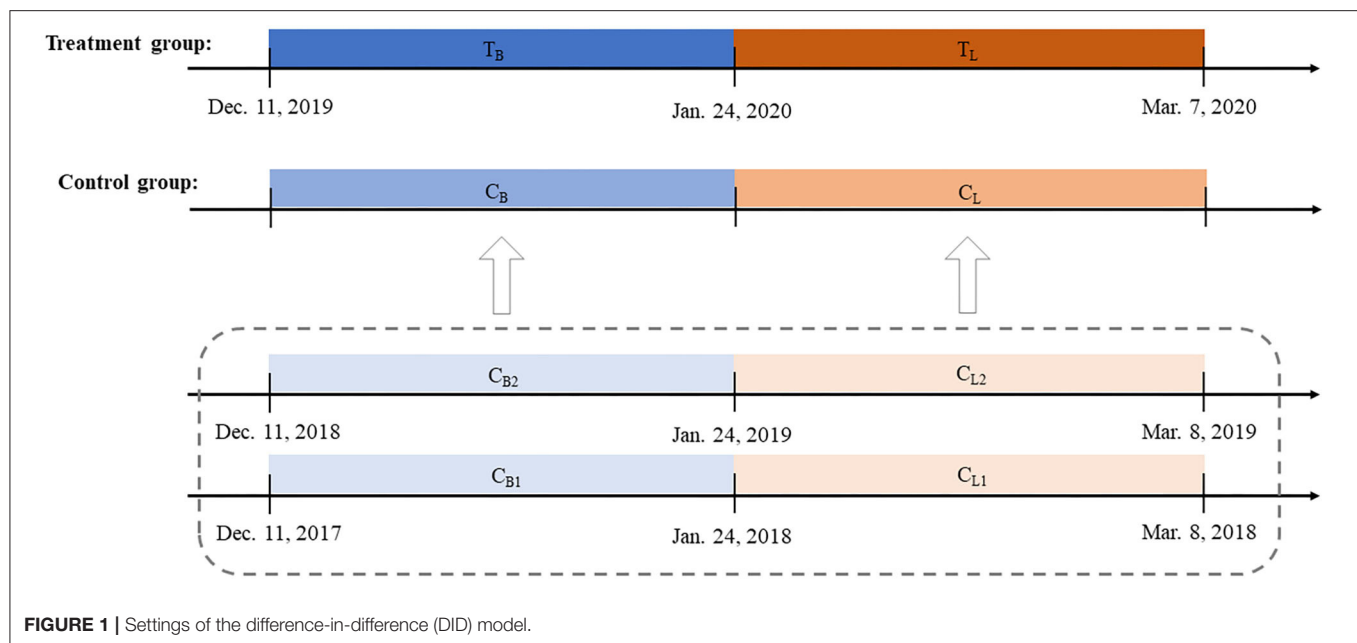 Treatment group:
T_B T_L
Dec. 11, 2019 Jan. 24, 2020 Mar. 7, 2020
Control group:
C_B C_L
C_B2 C_L2
Dec. 11, 2018 Jan. 24, 2019 Mar. 8, 2019
C_B1 C_L1
Dec. 11, 2017 Jan. 24, 2018 Mar. 8, 2018
FIGURE 1 | Settings of the difference-in-difference (DID) model.